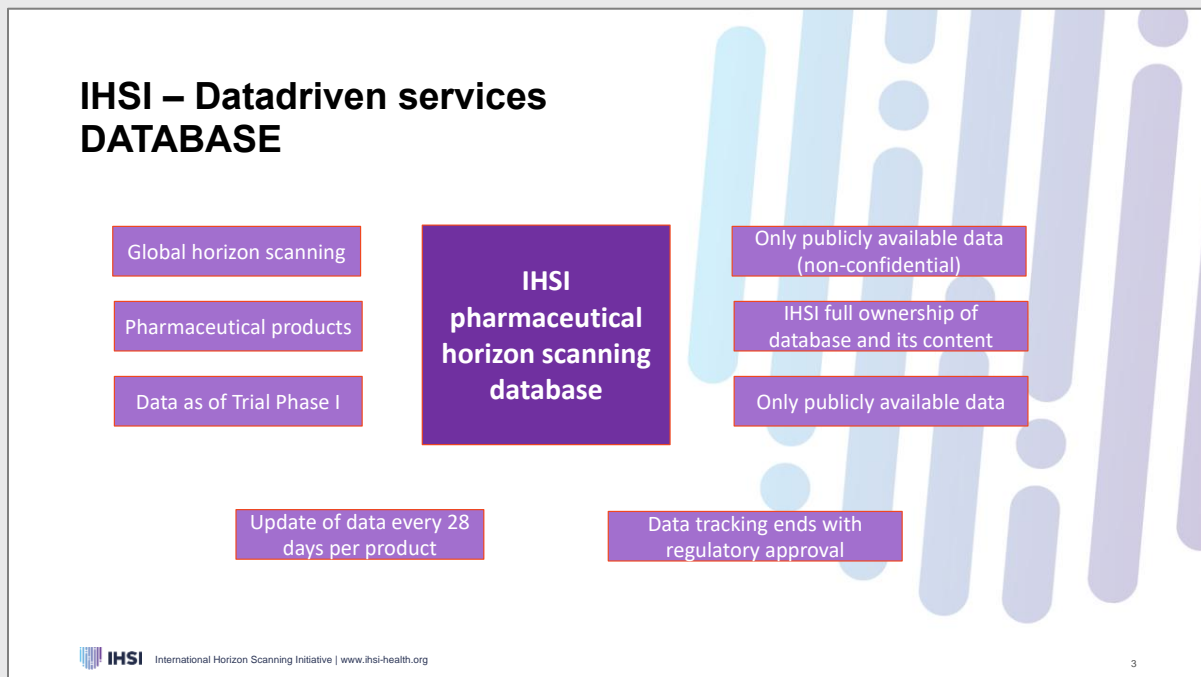 IHSI – Datadriven services
DATABASE
Global horizon scanning
Pharmaceutical products
Data as of Trial Phase I
IHSI
pharmaceutical
horizon scanning
database
Only publicly available data
(non-confidential)
IHSI full ownership of
database and its content
Only publicly available data
Update of data every 28
days per product
Data tracking ends with
regulatory approval
IHSI International Horizon Scanning Initiative | www.ihsi-health.org
3